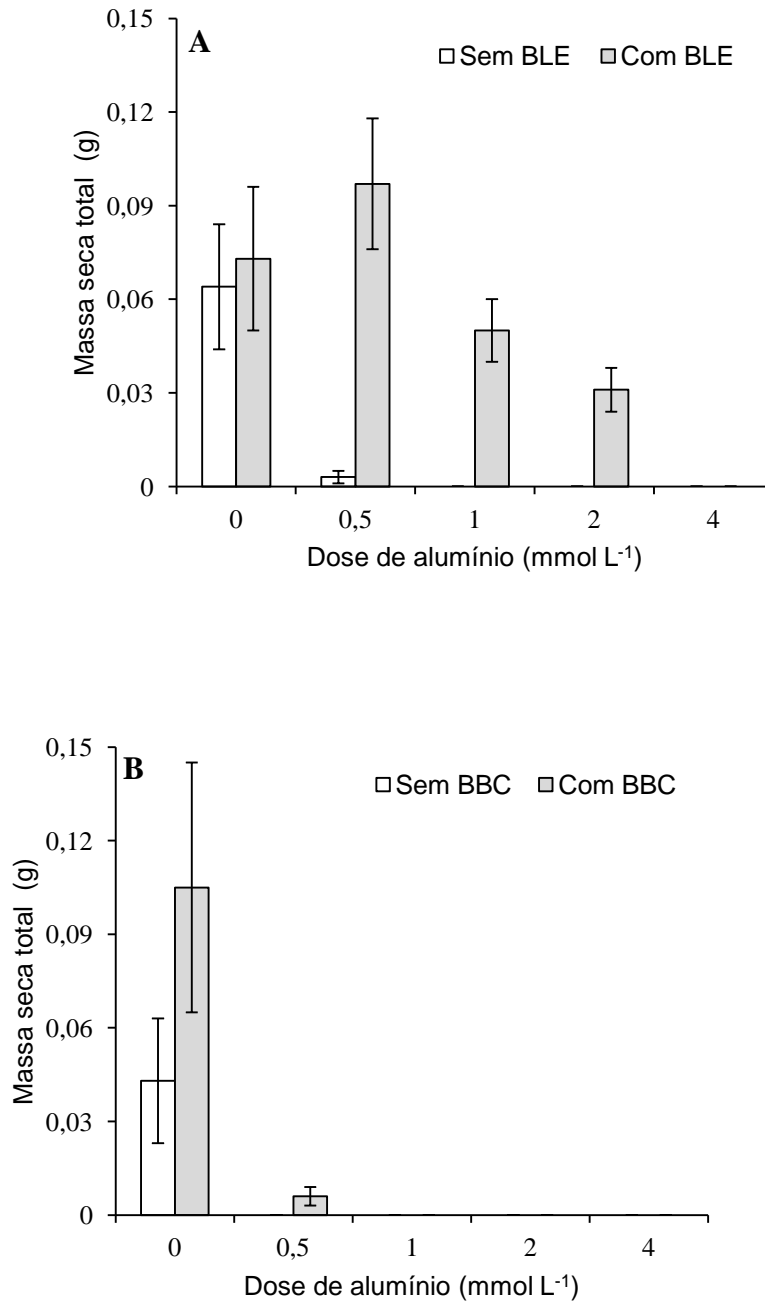 A
Sem BLE Com BLE
Massa seca total (g)
0,15
0,12
0,09
0,06
0,03
0
0 0,5 1 2 4
Dose de alumínio (mmol L⁻¹)
B
Sem BBC Com BBC
Massa seca total (g)
0,15
0,12
0,09
0,06
0,03
0
0 0,5 1 2 4
Dose de alumínio (mmol L⁻¹)